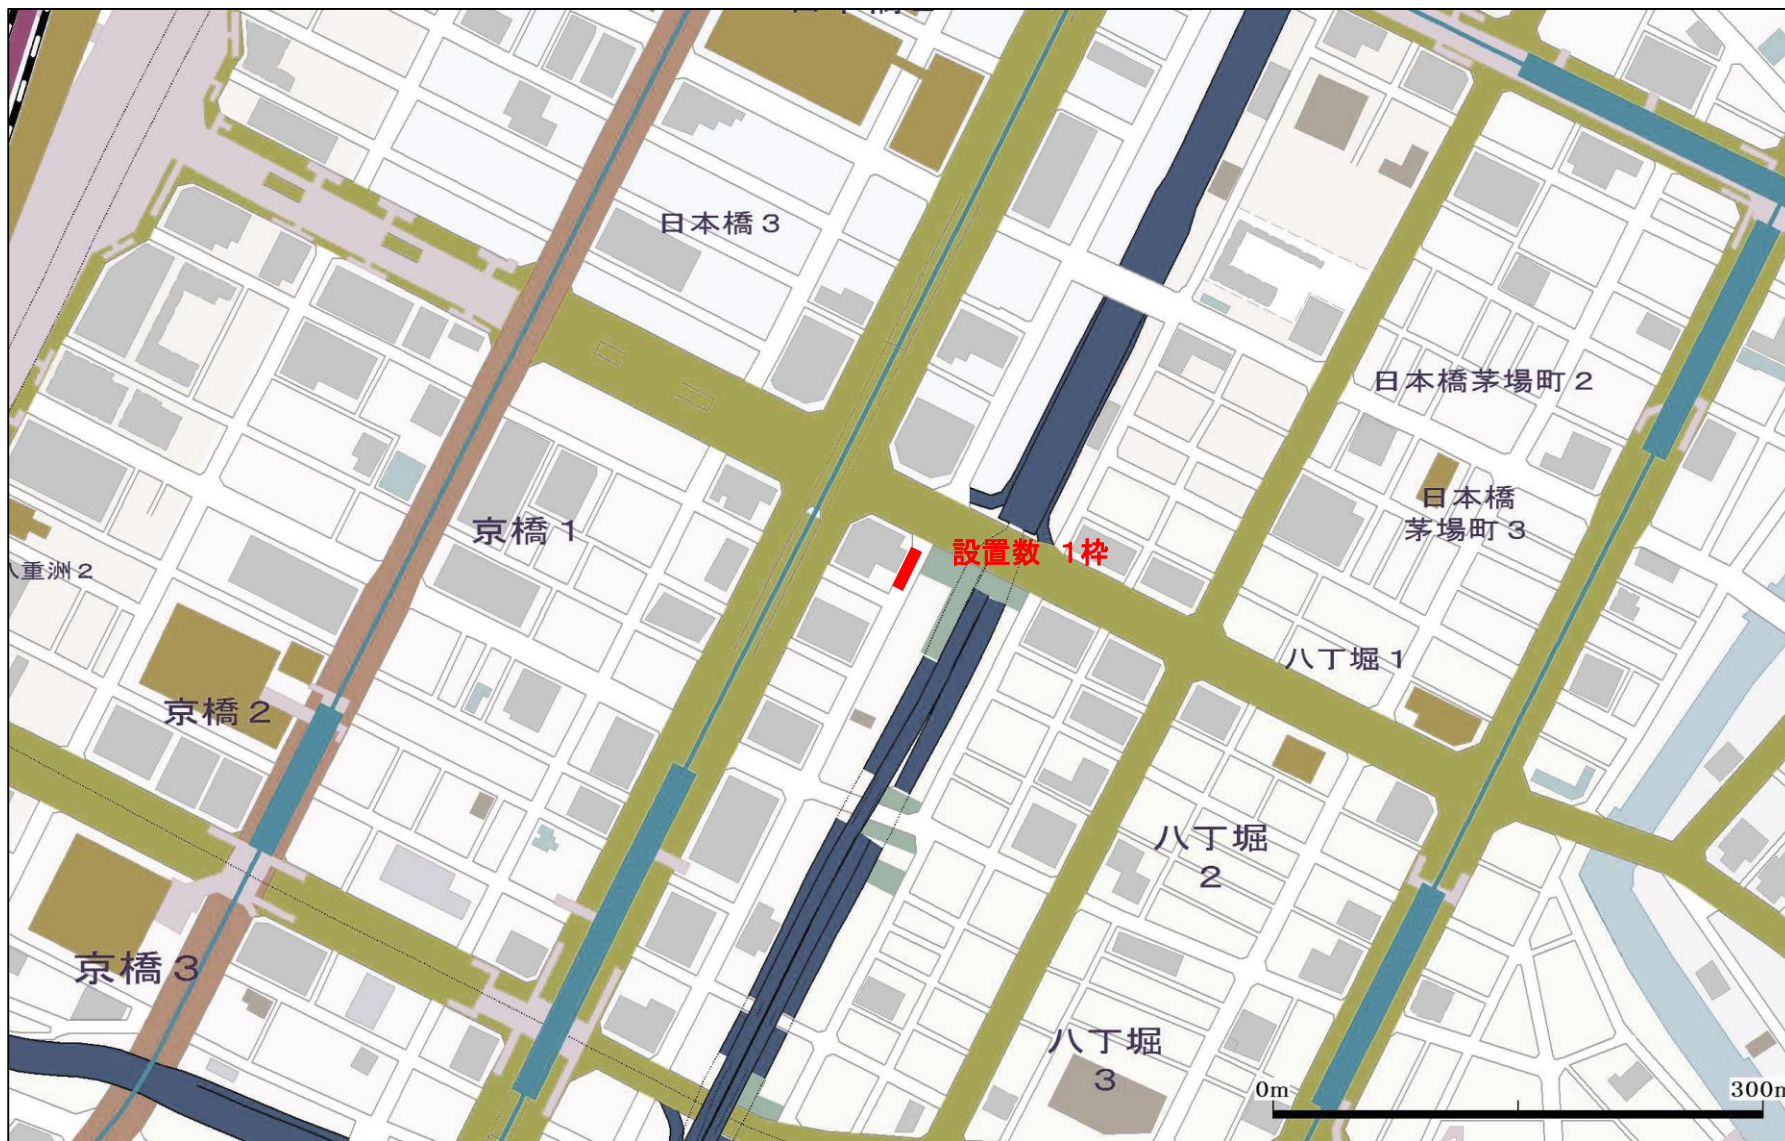 日本橋3
日本橋茅場町2
日本橋
茅場町3
京橋1
設置数 1枠
八重洲2
八丁堀1
京橋2
八丁堀
2
京橋3
八丁堀
3
0m
300m